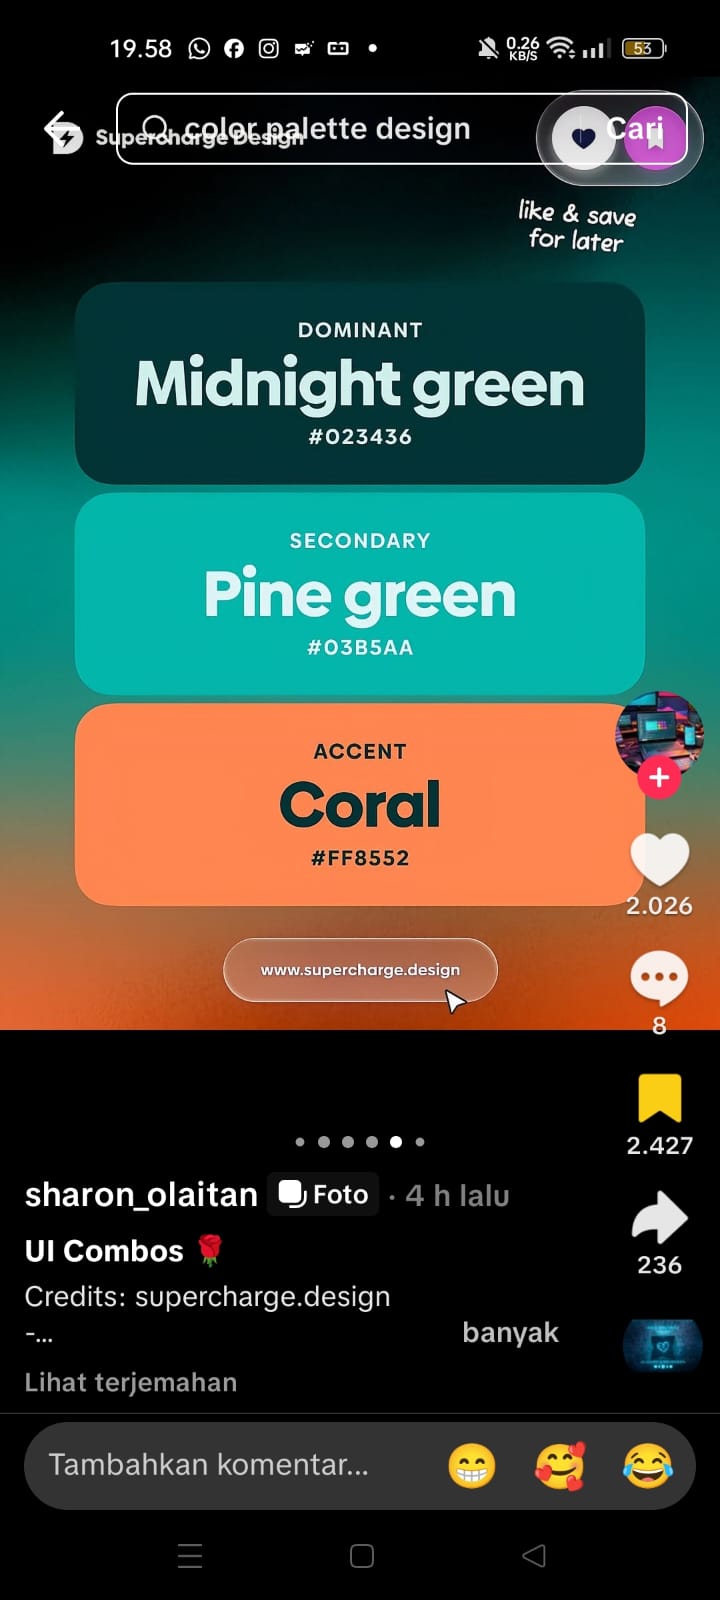 19.58
0.26
KB/S
53
color palette design
Cari
Supercharge Design
like & save
for later
DOMINANT
Midnight green
#023436
SECONDARY
Pine green
#03B5AA
ACCENT
Coral
#FF8552
www.supercharge.design
2.026
8
2.427
236
sharon_olaitan Foto · 4 h lalu
UI Combos 🌹
Credits: supercharge.design
-... banyak
Lihat terjemahan
Tambahkan komentar...